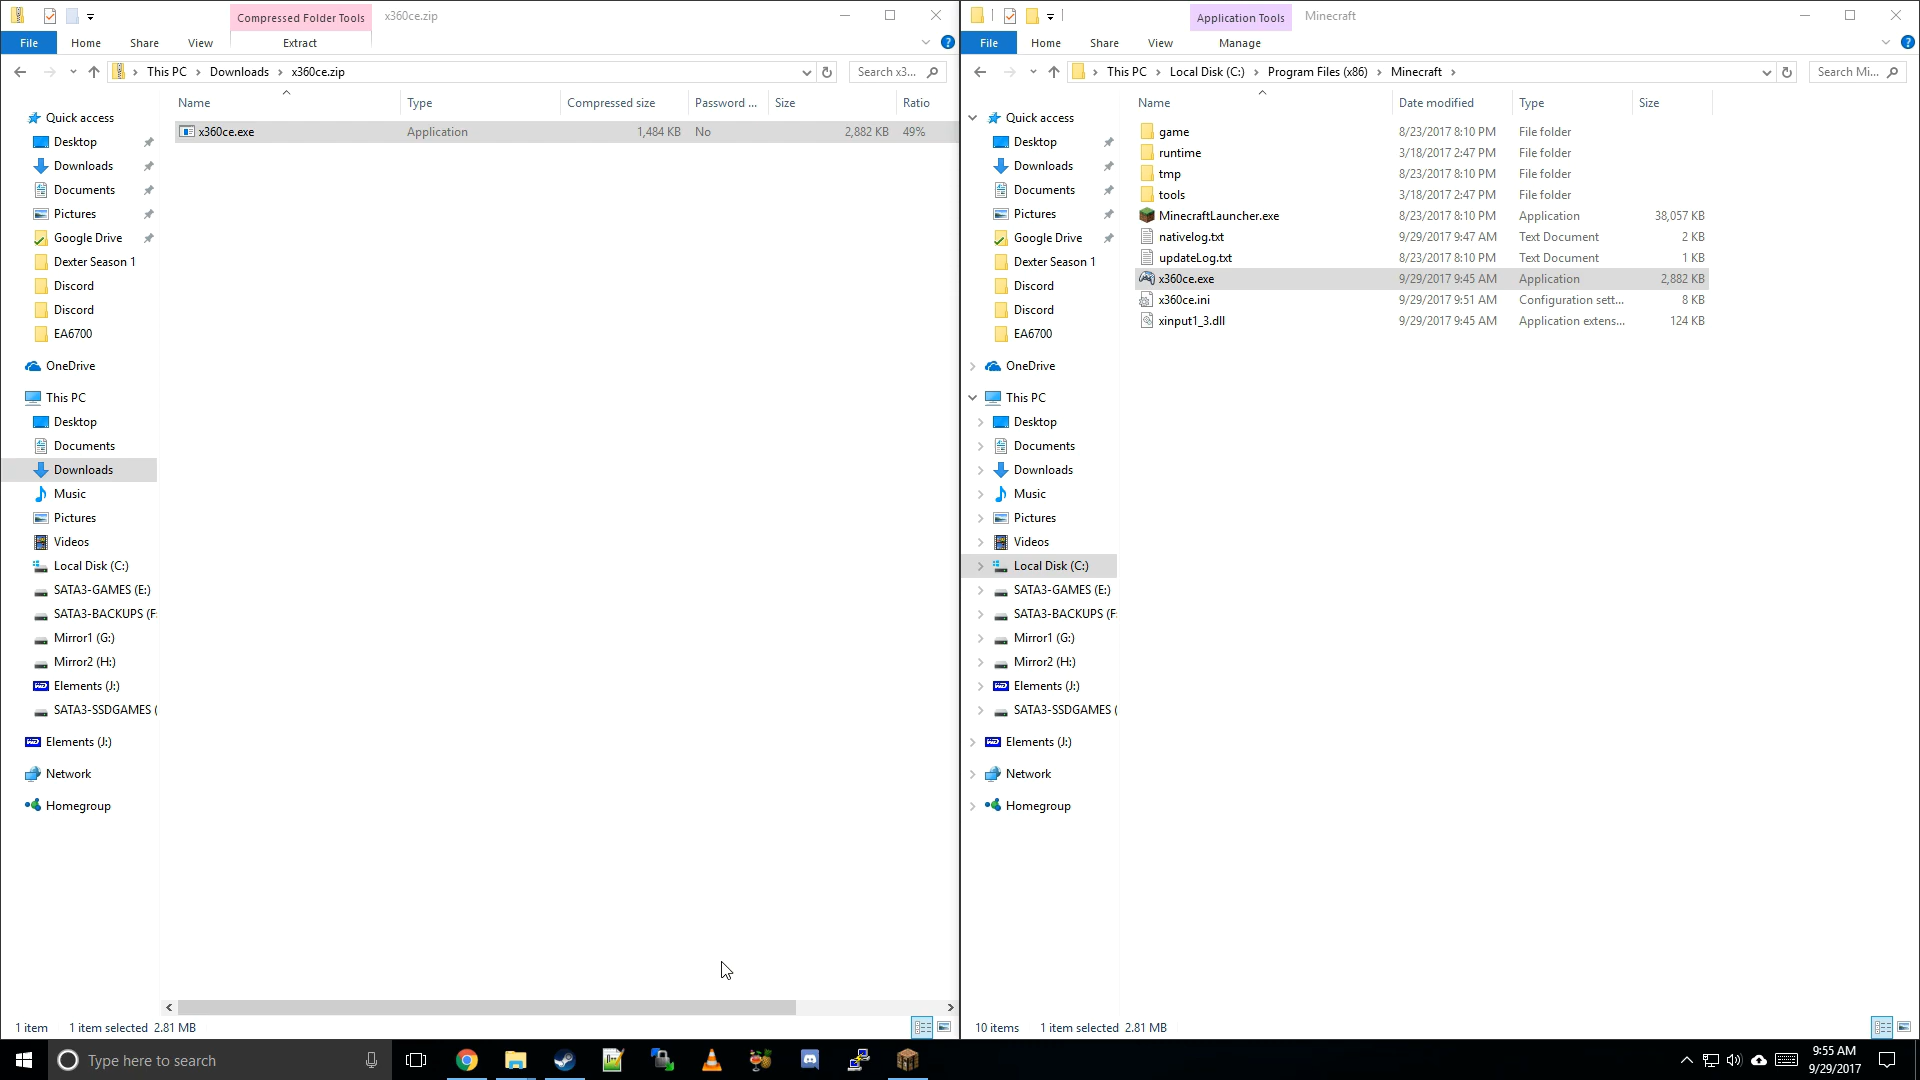 Compressed Folder Tools
x360ce.zip
File
Home
Share
View
Extract
This PC
Downloads
x360ce.zip
Search x3...
Name
Type
Compressed size
Password ...
Size
Ratio
x360ce.exe
Application
1,484 KB
No
2,882 KB
49%
Quick access
Desktop
Downloads
Documents
Pictures
Google Drive
Dexter Season 1
Discord
Discord
EA6700
OneDrive
This PC
Desktop
Documents
Downloads
Music
Pictures
Videos
Local Disk (C:)
SATA3-GAMES (E:)
SATA3-BACKUPS (F:
Mirror1 (G:)
Mirror2 (H:)
Elements (J:)
SATA3-SSDGAMES (
Elements (J:)
Network
Homegroup
1 item
1 item selected 2.81 MB
Application Tools
Minecraft
File
Home
Share
View
Manage
This PC
Local Disk (C:)
Program Files (x86)
Minecraft
Search Mi...
Name
Date modified
Type
Size
game 8/23/2017 8:10 PM File folder
runtime 3/18/2017 2:47 PM File folder
tmp 8/23/2017 8:10 PM File folder
tools 3/18/2017 2:47 PM File folder
MinecraftLauncher.exe 8/23/2017 8:10 PM Application 38,057 KB
nativelog.txt 9/29/2017 9:47 AM Text Document 2 KB
updateLog.txt 8/23/2017 8:10 PM Text Document 1 KB
x360ce.exe 9/29/2017 9:45 AM Application 2,882 KB
x360ce.ini 9/29/2017 9:51 AM Configuration sett... 8 KB
xinput1_3.dll 9/29/2017 9:45 AM Application extens... 124 KB
Quick access
Desktop
Downloads
Documents
Pictures
Google Drive
Dexter Season 1
Discord
Discord
EA6700
OneDrive
This PC
Desktop
Documents
Downloads
Music
Pictures
Videos
Local Disk (C:)
SATA3-GAMES (E:)
SATA3-BACKUPS (F:
Mirror1 (G:)
Mirror2 (H:)
Elements (J:)
SATA3-SSDGAMES (
Elements (J:)
Network
Homegroup
10 items
1 item selected 2.81 MB
Type here to search
9:55 AM
9/29/2017